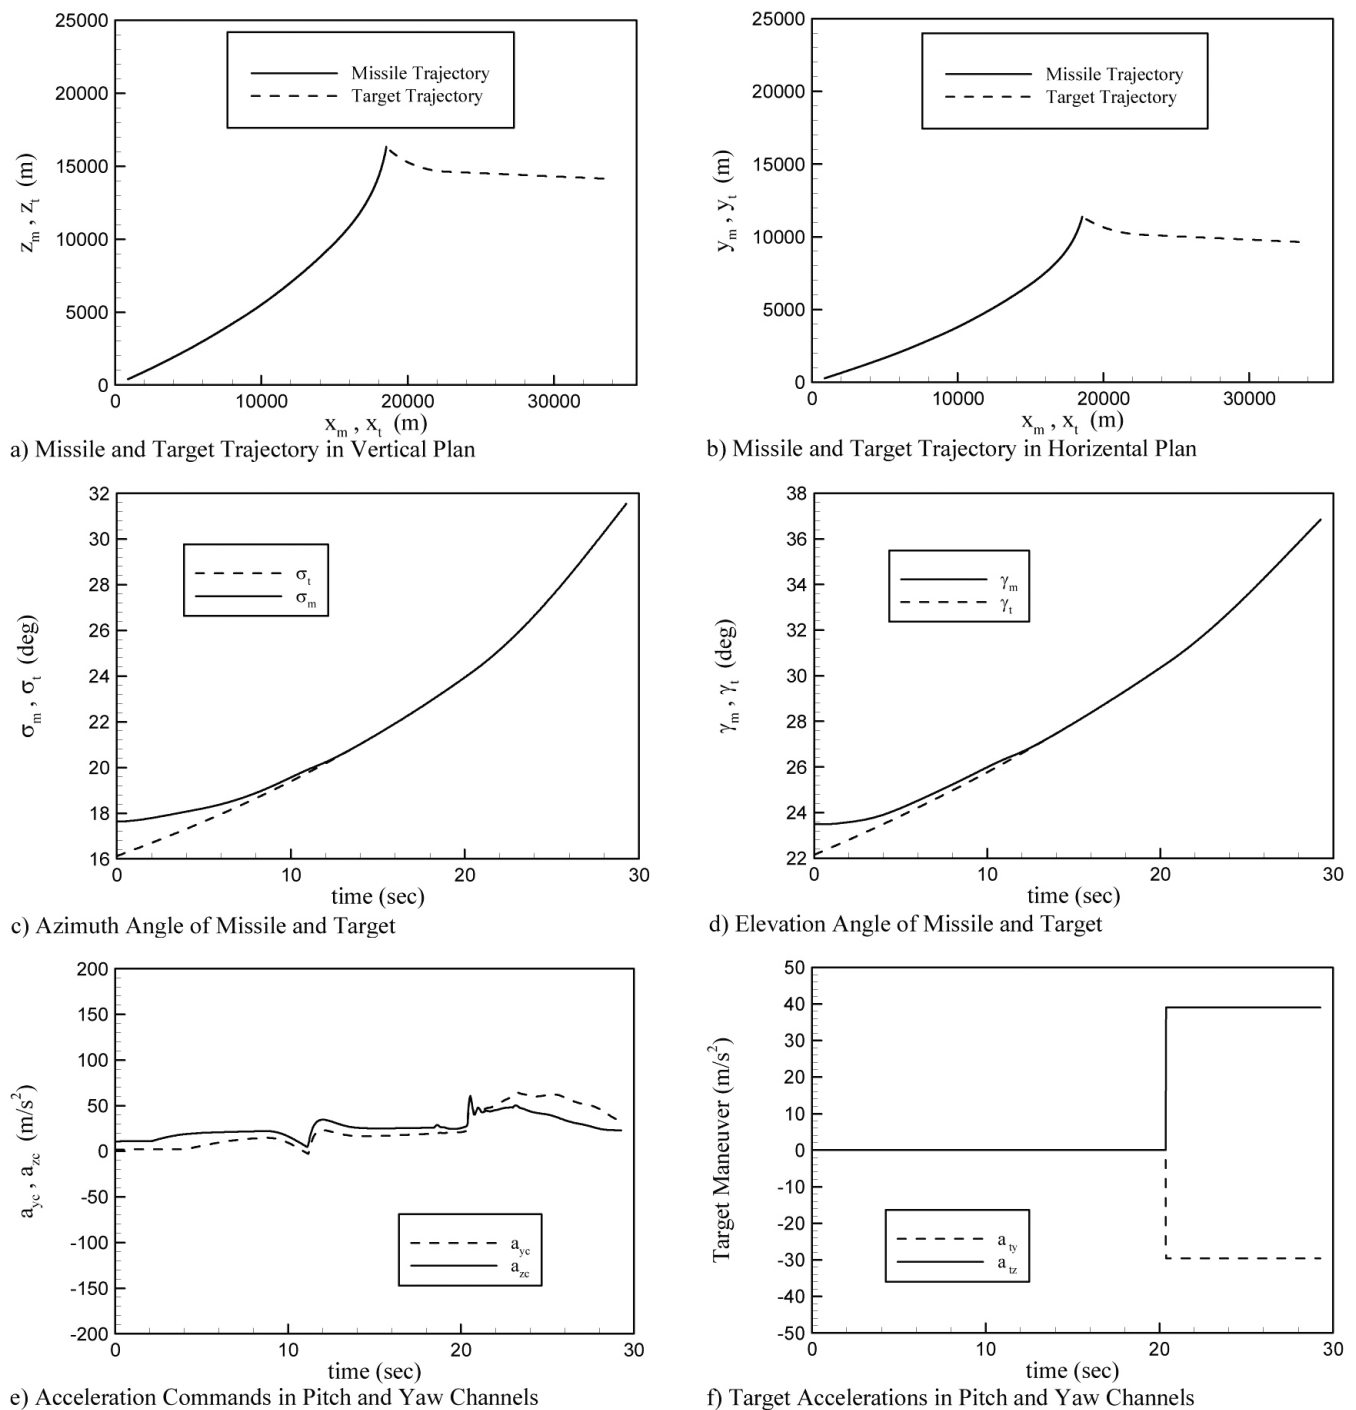 25000
20000
15000
10000
5000
0
z_m , z_t (m)
Missile Trajectory
Target Trajectory
0 10000 20000 30000
x_m , x_t (m)
a) Missile and Target Trajectory in Vertical Plan
25000
20000
15000
10000
5000
0
y_m , y_t (m)
Missile Trajectory
Target Trajectory
0 10000 20000 30000
x_m , x_t (m)
b) Missile and Target Trajectory in Horizental Plan
32
30
28
26
24
22
20
18
16
σ_m , σ_t (deg)
σ_t
σ_m
0 10 20 30
time (sec)
c) Azimuth Angle of Missile and Target
38
36
34
32
30
28
26
24
22
γ_m , γ_t (deg)
γ_m
γ_t
0 10 20 30
time (sec)
d) Elevation Angle of Missile and Target
200
150
100
50
0
-50
-100
-150
-200
a_yc , a_zc (m/s²)
a_yc
a_zc
0 10 20 30
time (sec)
e) Acceleration Commands in Pitch and Yaw Channels
50
40
30
20
10
0
-10
-20
-30
-40
-50
Target Maneuver (m/s²)
a_ty
a_tz
0 10 20 30
time (sec)
f) Target Accelerations in Pitch and Yaw Channels